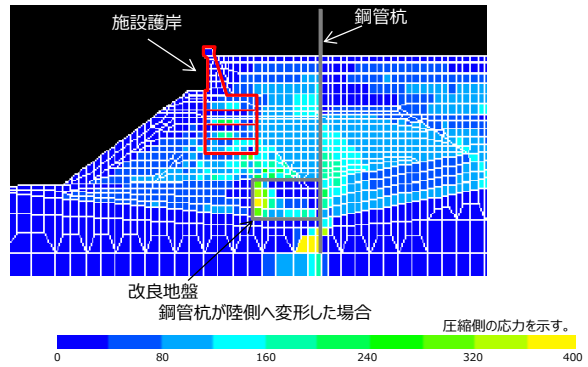 施設護岸
鋼管杭
改良地盤
鋼管杭が陸側へ変形した場合
圧縮側の応力を示す。
0 80 160 240 320 400